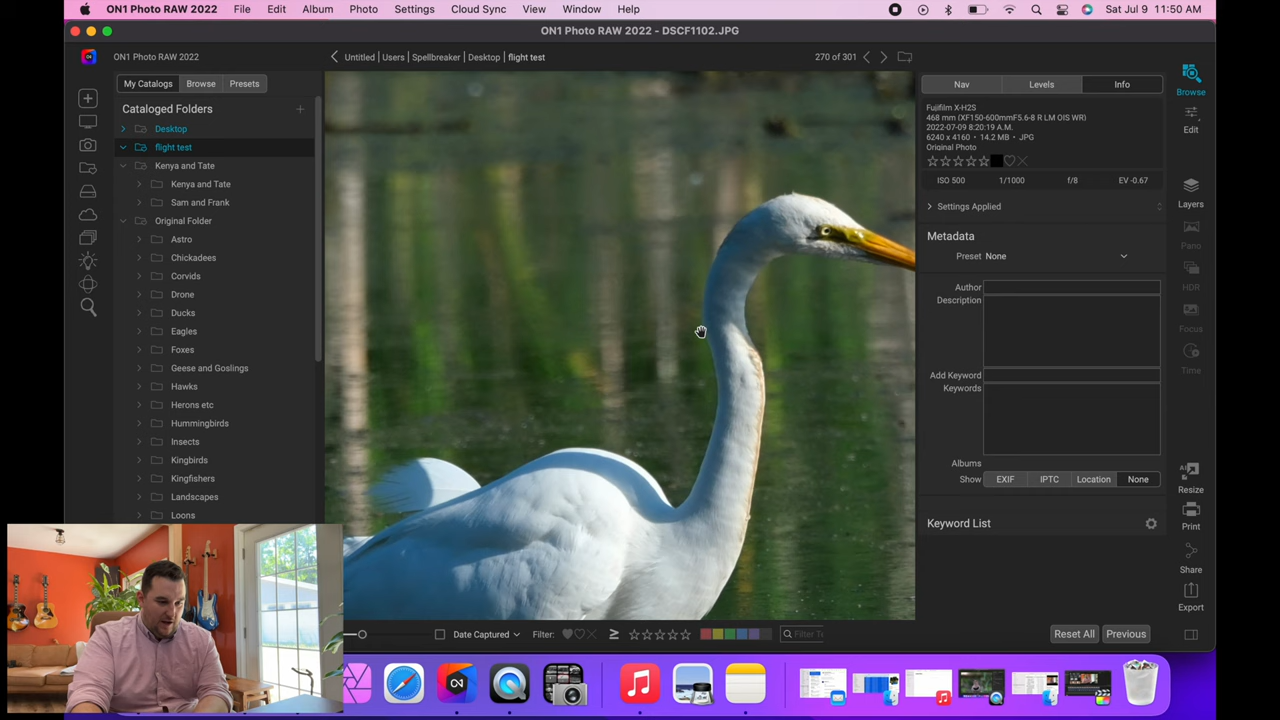 ON1 Photo RAW 2022 File Edit Album Photo Settings Cloud Sync View Window Help Sat Jul 9 11:50 AM
ON1 Photo RAW 2022 - DSCF1102.JPG
ON1 Photo RAW 2022
Untitled Users Spellbreaker Desktop flight test 270 of 301
My Catalogs Browse Presets
Cataloged Folders
Desktop
flight test
Kenya and Tate
Kenya and Tate
Sam and Frank
Original Folder
Astro
Chickadees
Corvids
Drone
Ducks
Eagles
Foxes
Geese and Goslings
Hawks
Herons etc
Hummingbirds
Insects
Kingbirds
Kingfishers
Landscapes
Loons
Date Captured Filter: Filter
Nav Levels Info
Fujifilm X-H2S
468 mm (XF150-600mmF5.6-8 R LM OIS WR)
2022-07-09 8:20:19 A.M.
6240 x 4160 • 14.2 MB • JPG
Original Photo
ISO 500 1/1000 f/8 EV -0.67
Settings Applied
Metadata
Preset None
Author
Description
Add Keyword
Keywords
Albums
Show EXIF IPTC Location None
Keyword List
Reset All Previous
Browse
Edit
Layers
Pano
HDR
Focus
Time
Resize
Print
Share
Export